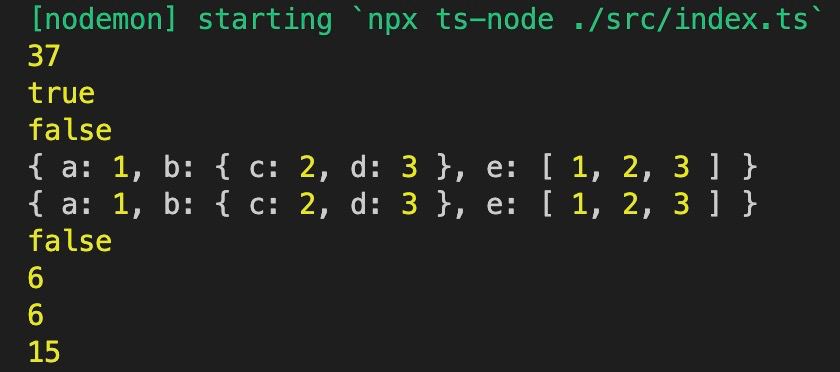 [nodemon] starting `npx ts-node ./src/index.ts`
37
true
false
{ a: 1, b: { c: 2, d: 3 }, e: [ 1, 2, 3 ] }
{ a: 1, b: { c: 2, d: 3 }, e: [ 1, 2, 3 ] }
false
6
6
15